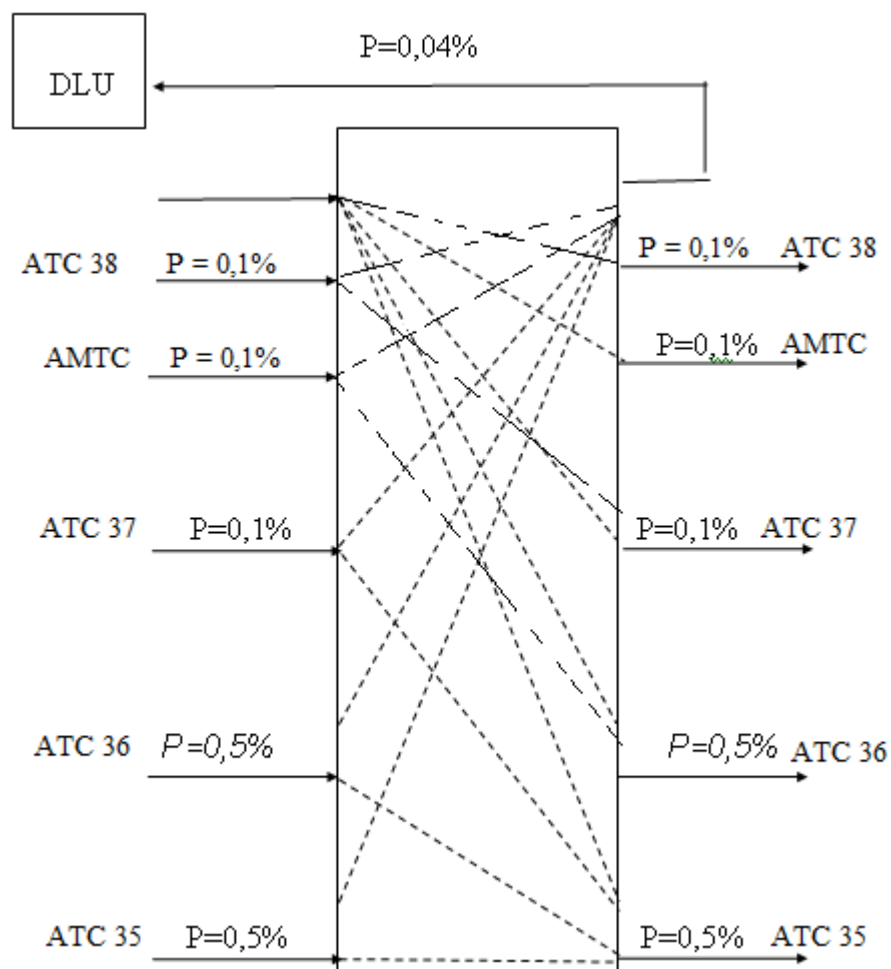 P=0,04%
DLU
ATC 38 P = 0,1% P = 0,1% ATC 38
AMTC P = 0,1% P=0,1% AMTC
ATC 37 P=0,1% P=0,1% ATC 37
ATC 36 P=0,5% P=0,5% ATC 36
ATC 35 P=0,5% P=0,5% ATC 35